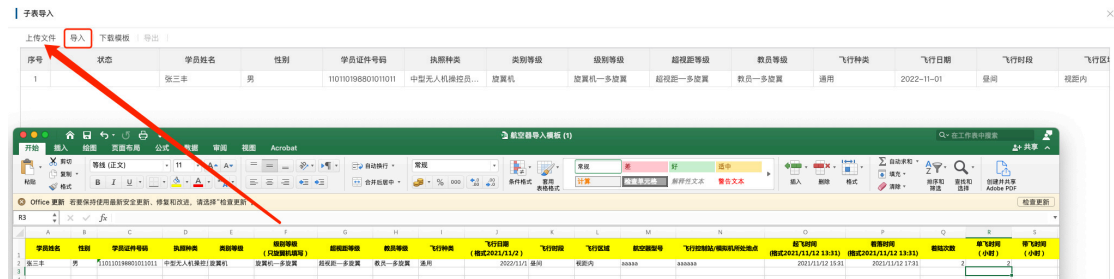 子表导入
上传文件 导入 下载模板 导出
序号 状态 学员姓名 性别 学员证件号码 执照种类 类别等级 级别等级 超视距等级 教员等级 飞行种类 飞行日期 飞行时段 飞行区域
1 张三丰 男 110110198801011011 中型无人机操控员... 旋翼机 旋翼机—多旋翼 超视距—多旋翼 教员—多旋翼 通用 2022-11-01 昼间 视距内
航空器导入模板 (1)
在工作表中搜索
开始 插入 绘图 页面布局 公式 数据 审阅 视图 Acrobat
共享
粘贴 剪切 复制 格式
等线 (正文) 11 A A
B I U A
自动换行
合并后居中
常规
% 000
条件格式 套用表格格式
常规 差 好 适中
计算 检查单元格 解释性文本 警告文本
插入 删除 格式
自动求和 填充 清除
排序和筛选 查找和选择
创建并共享 Adobe PDF
Office 更新 若要保持使用最新安全更新、修复和改进，请选择“检查更新”
检查更新
R3 fx
A B C D E F G H I J K L M N O P Q R S
1 学员姓名 性别 学员证件号码 执照种类 类别等级 级别等级（只旋翼机填写） 超视距等级 教员等级 飞行种类 飞行日期（格式2021/11/2） 飞行时段 飞行区域 航空器型号 飞行控制站/模拟机所处地点 起飞时间(格式2021/11/12 13:31) 着落时间(格式2021/11/12 13:31) 着陆次数 单飞时间（小时） 带飞时间（小时）
2 张三丰 男 110110198801011011 中型无人机操控 旋翼机 旋翼机—多旋翼 超视距—多旋翼 教员—多旋翼 通用 2022/11/1 昼间 视距内 aaaaa aaaaaa 2021/11/12 15:31 2021/11/12 17:31 2 2
3